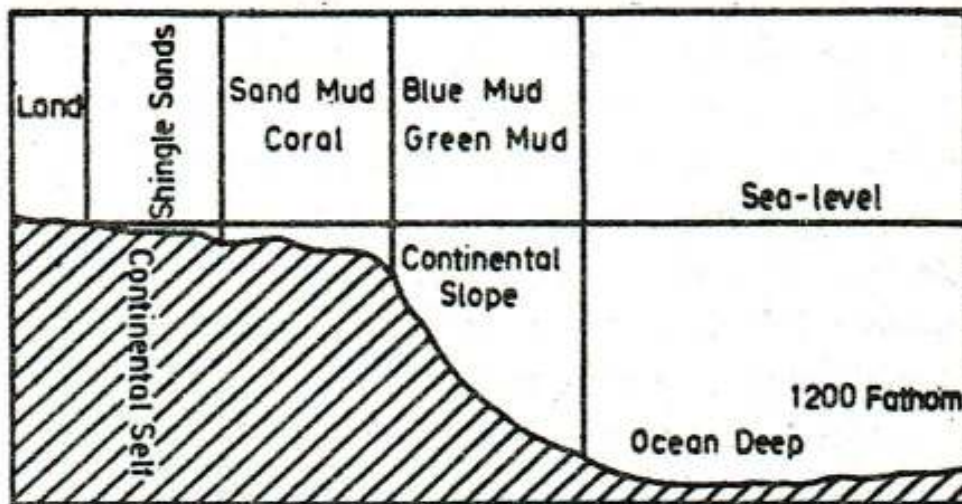 Land
Shingle Sands
Sand Mud
Coral
Blue Mud
Green Mud
Sea-level
Continental
Slope
Continental Self
1200 Fathom
Ocean Deep